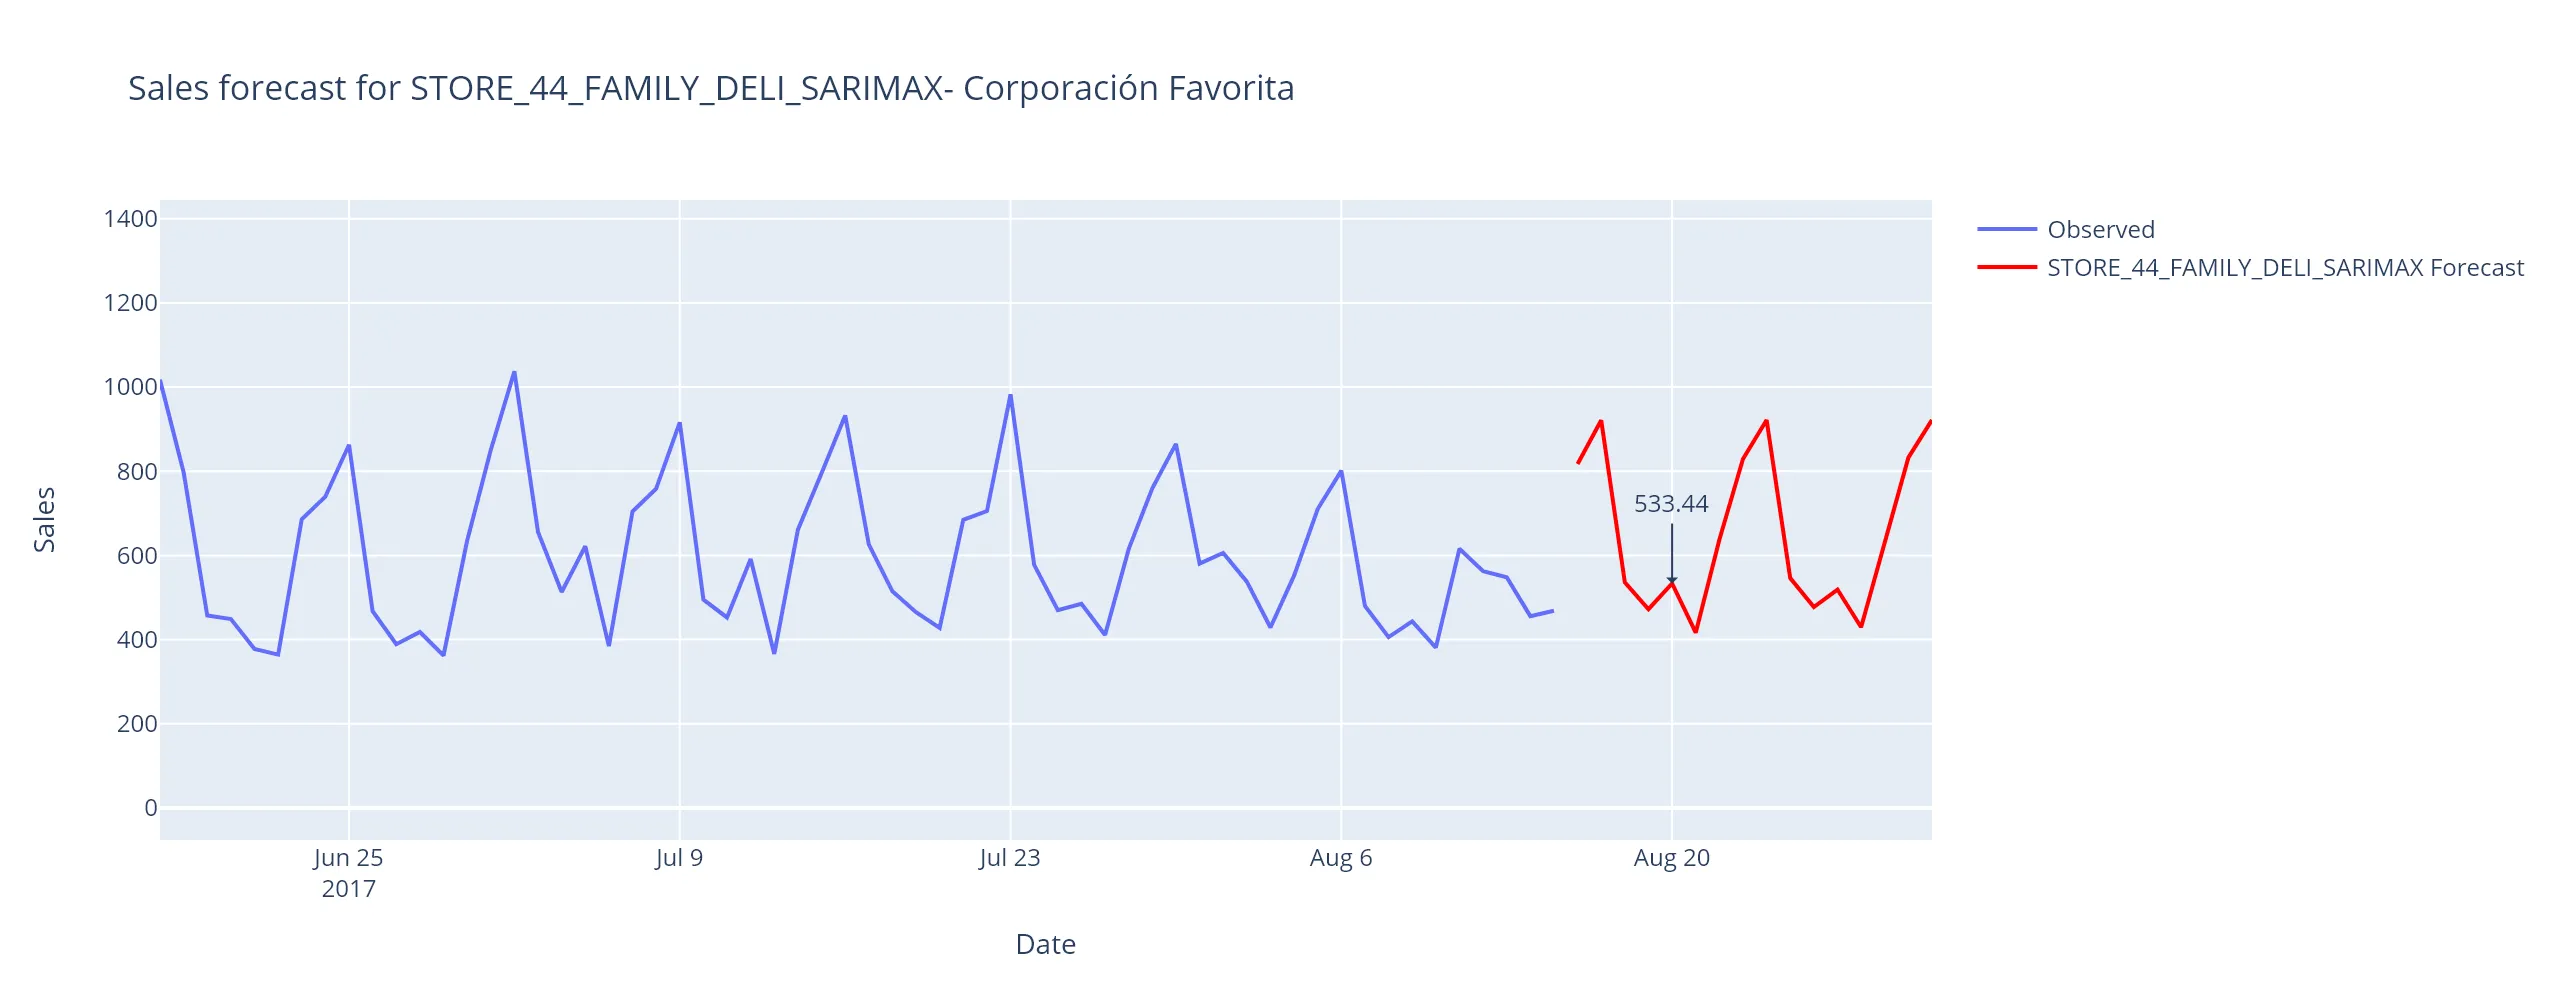 Sales forecast for STORE_44_FAMILY_DELI_SARIMAX- Corporación Favorita
1400
1200
1000
800
600
400
200
0
Sales
533.44
Observed
STORE_44_FAMILY_DELI_SARIMAX Forecast
Jun 25
2017
Jul 9
Jul 23
Aug 6
Aug 20
Date